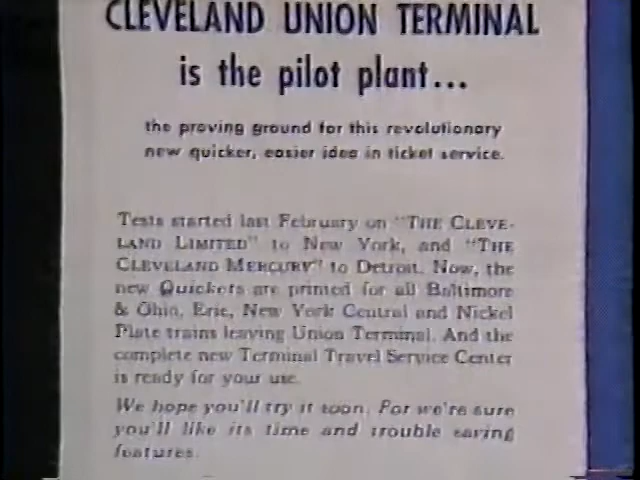 CLEVELAND UNION TERMINAL
is the pilot plant...
the proving ground for this revolutionary
new quicker, easier idea in ticket service.
Tests started last February on "THE CLEVE-
LAND LIMITED" to New York, and "THE
CLEVELAND MERCURY" to Detroit. Now, the
new Quickets are printed for all Baltimore
& Ohio, Erie, New York Central and Nickel
Plate trains leaving Union Terminal. And the
complete new Terminal Travel Service Center
is ready for your use.
We hope you'll try it soon. For we're sure
you'll like its time and trouble saving
features.